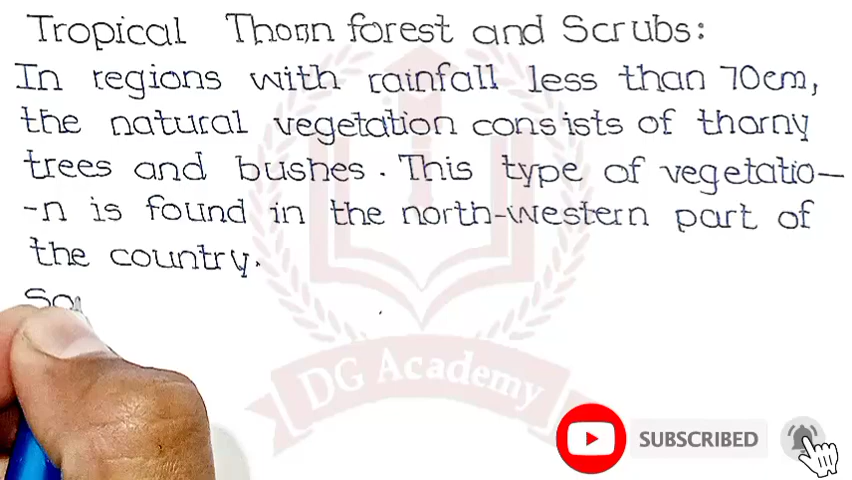 Tropical Thorn forest and Scrubs:
In regions with rainfall less than 70cm,
the natural vegetation consists of thorny
trees and bushes. This type of vegetatio-
-n is found in the north-western part of
the country.
DG Academy
SUBSCRIBED